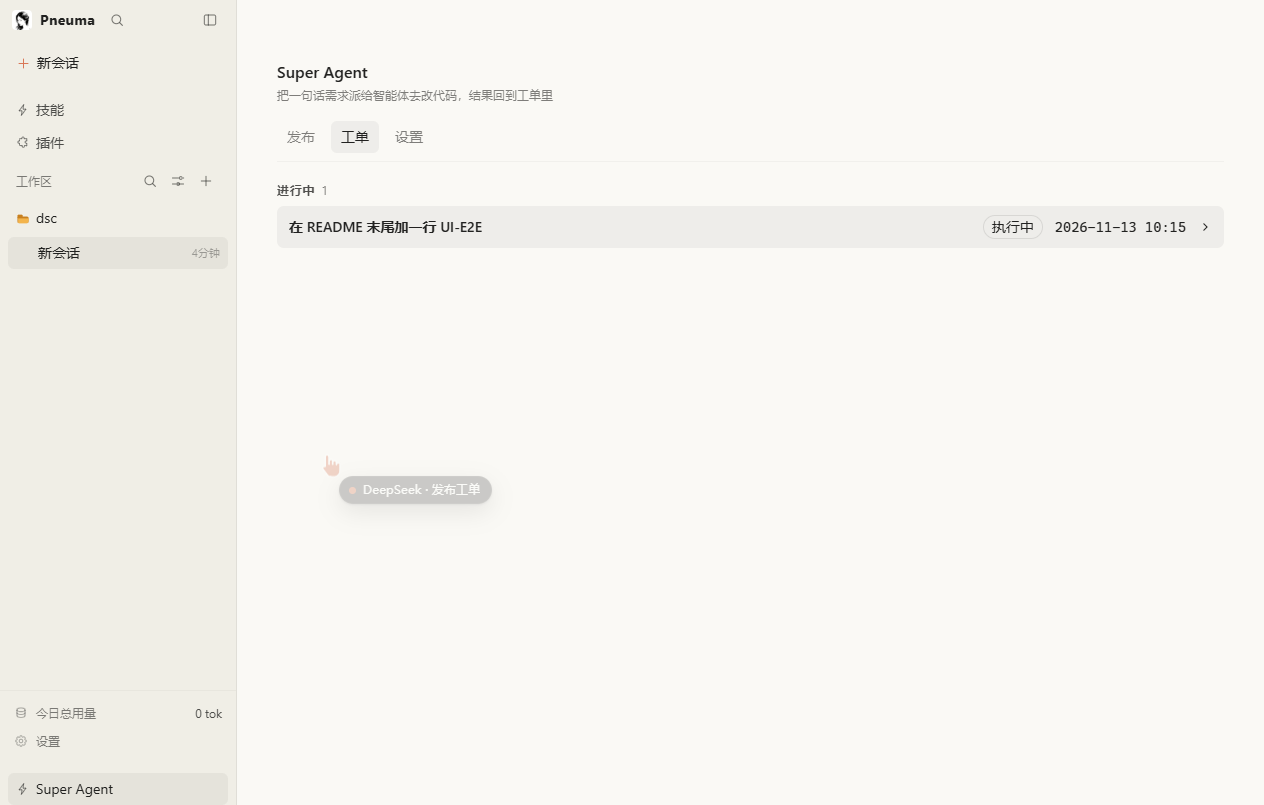 Pneuma
新会话
技能
插件
工作区
dsc
新会话 4分钟
今日总用量 0 tok
设置
Super Agent
Super Agent
把一句话需求派给智能体去改代码，结果回到工单里
发布 工单 设置
进行中 1
在 README 末尾加一行 UI-E2E 执行中 2026-11-13 10:15
DeepSeek · 发布工单